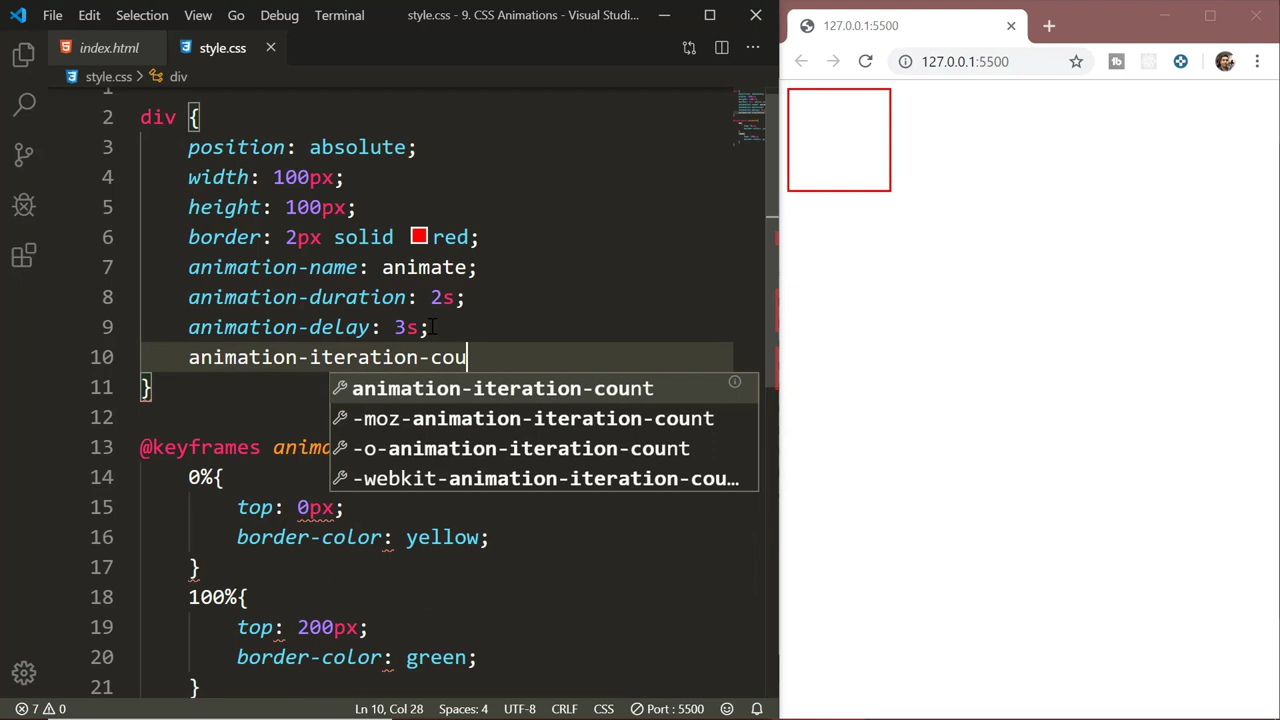 File Edit Selection View Go Debug Terminal style.css - 9. CSS Animations - Visual Studi...
index.html style.css
style.css > div
1
2 div {
3 position: absolute;
4 width: 100px;
5 height: 100px;
6 border: 2px solid red;
7 animation-name: animate;
8 animation-duration: 2s;
9 animation-delay: 3s;
10 animation-iteration-cou
11 }
animation-iteration-count
12
-moz-animation-iteration-count
13 @keyframes anima
-o-animation-iteration-count
14 0%{
-webkit-animation-iteration-cou...
15 top: 0px;
16 border-color: yellow;
17 }
18 100%{
19 top: 200px;
20 border-color: green;
21 }
7 0 Ln 10, Col 28 Spaces: 4 UTF-8 CRLF CSS Port : 5500
127.0.0.1:5500
127.0.0.1:5500
tb